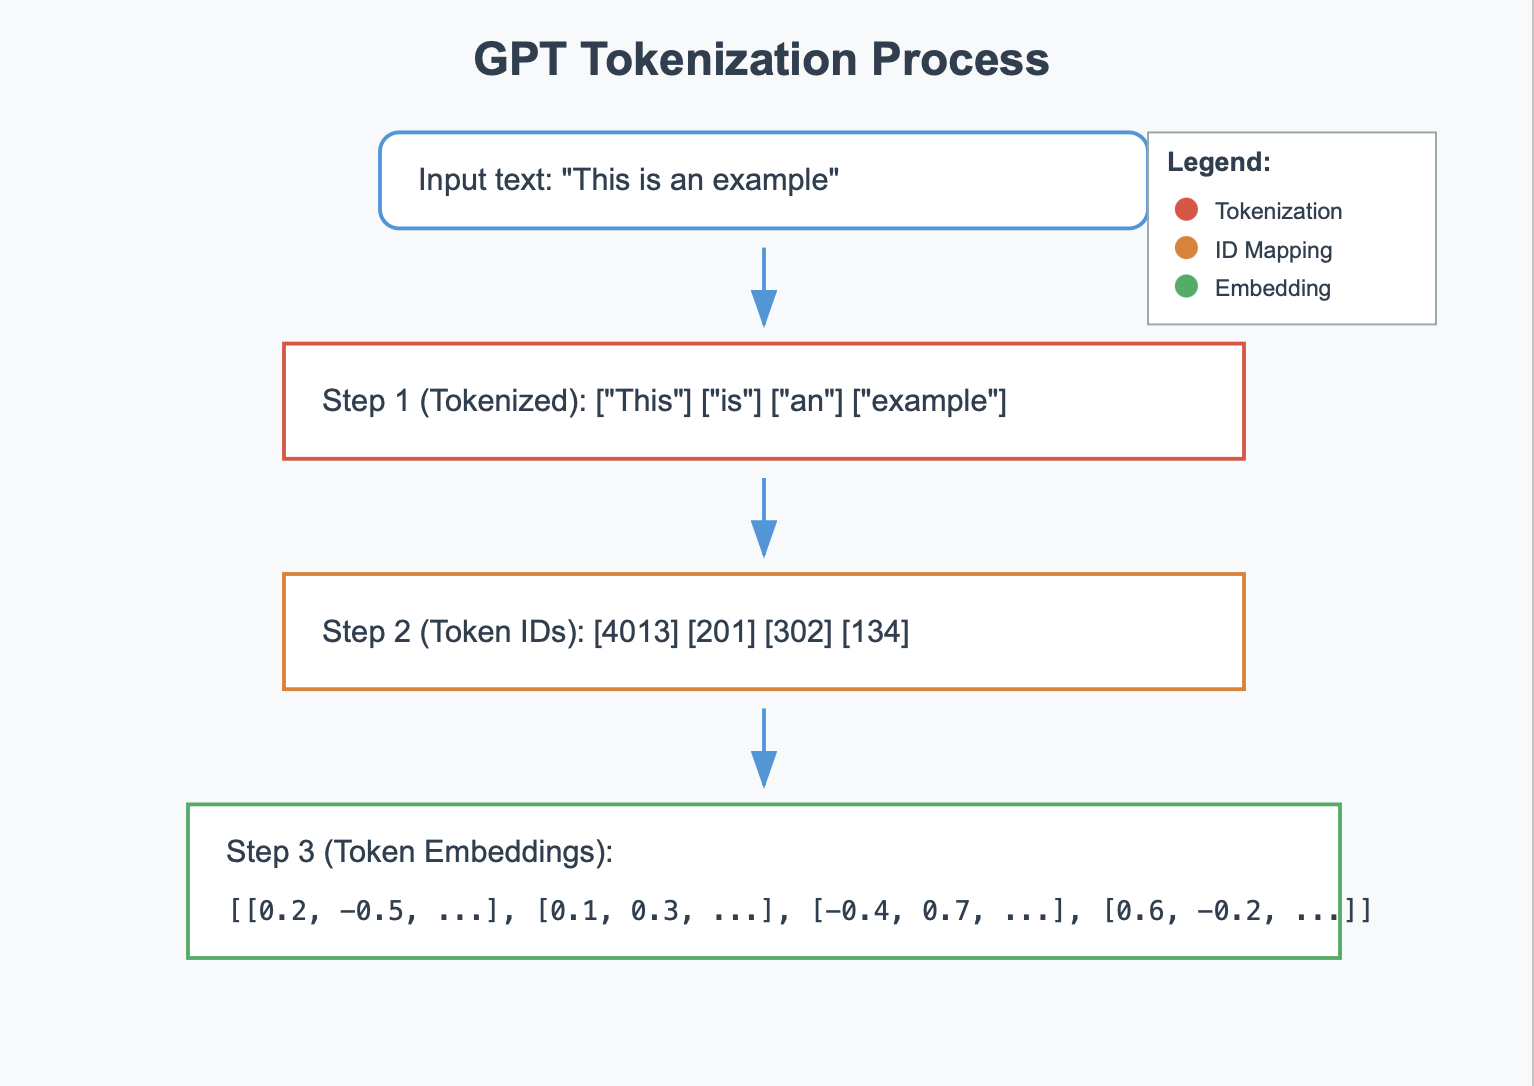 GPT Tokenization Process
Input text: "This is an example"
Legend:
Tokenization
ID Mapping
Embedding
Step 1 (Tokenized): ["This"] ["is"] ["an"] ["example"]
Step 2 (Token IDs): [4013] [201] [302] [134]
Step 3 (Token Embeddings):
[[0.2, −0.5, ...], [0.1, 0.3, ...], [−0.4, 0.7, ...], [0.6, −0.2, ...]]